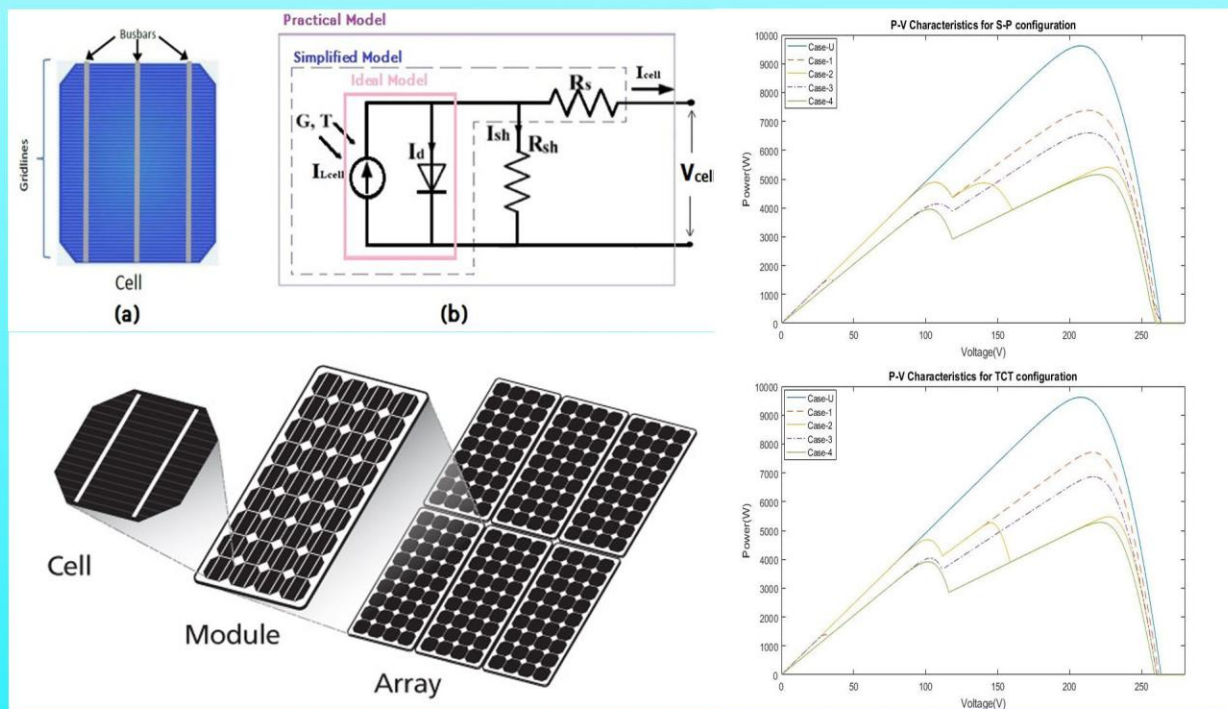 Busbars
Gridlines
Cell
(a)
Practical Model
Simplified Model
Ideal Model
Rs
Icell
G, T
Ish
Rsh
Id
ILcell
Vcell
(b)
Cell
Module
Array
P-V Characteristics for S-P configuration
Case-U
Case-1
Case-2
Case-3
Case-4
Power(W)
10000
9000
8000
7000
6000
5000
4000
3000
2000
1000
0
0 50 100 150 200 250
Voltage(V)
P-V Characteristics for TCT configuration
Case-U
Case-1
Case-2
Case-3
Case-4
Power(W)
10000
9000
8000
7000
6000
5000
4000
3000
2000
1000
0
0 50 100 150 200 250
Voltage(V)